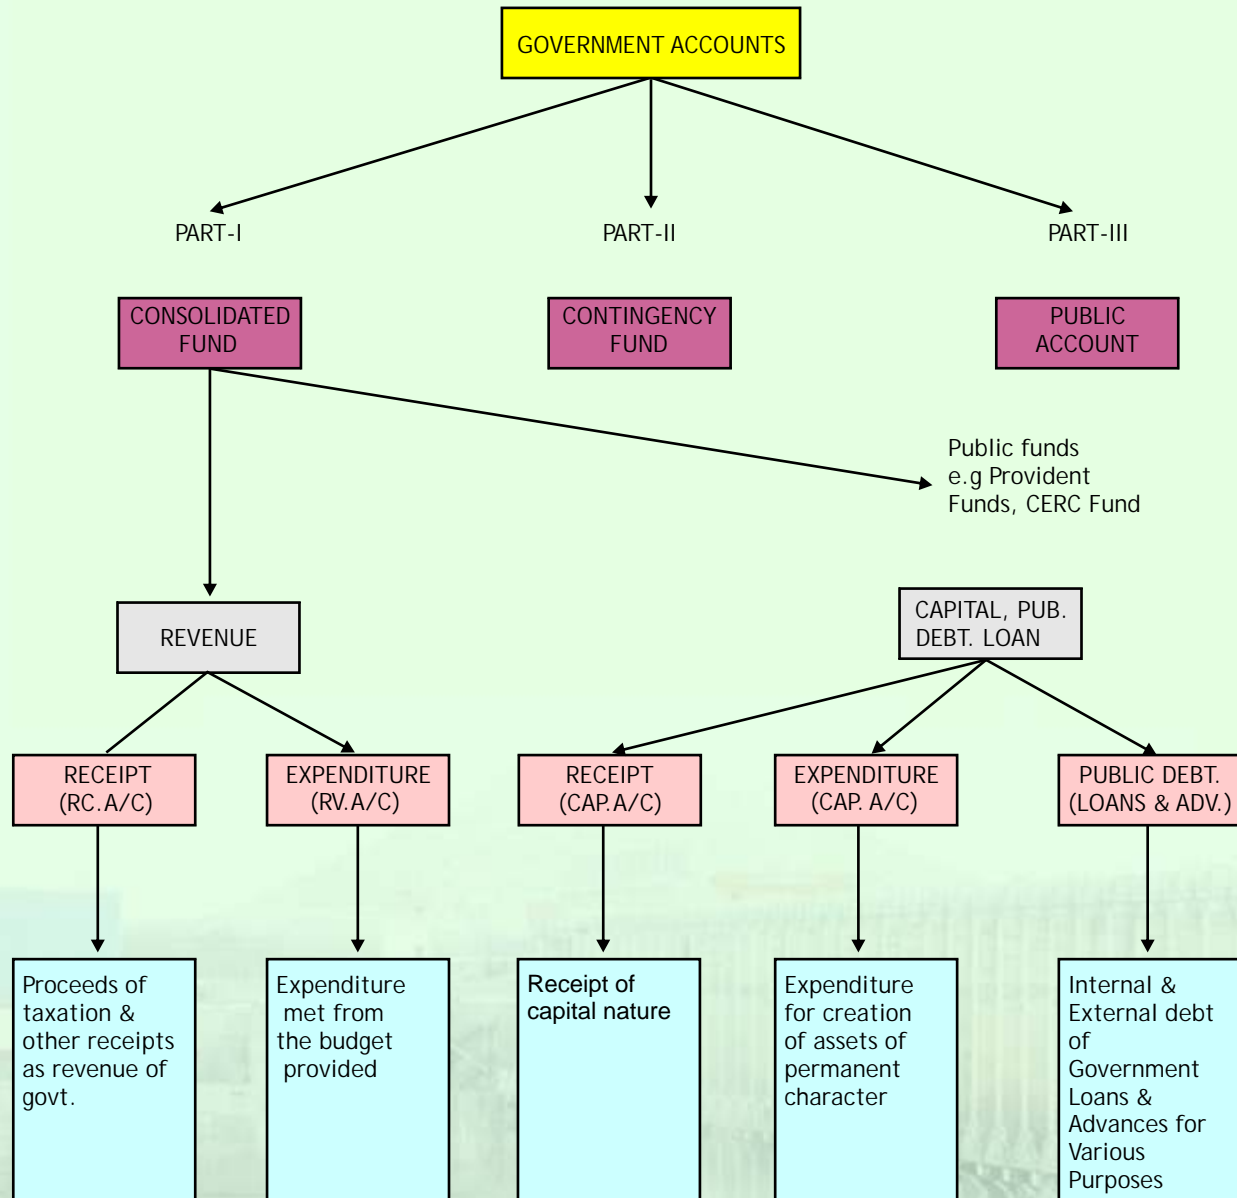 GOVERNMENT ACCOUNTS
PART-I
PART-II
PART-III
CONSOLIDATED
FUND
CONTINGENCY
FUND
PUBLIC
ACCOUNT
Public funds
e.g Provident
Funds, CERC Fund
REVENUE
CAPITAL, PUB.
DEBT. LOAN
RECEIPT
(RC.A/C)
EXPENDITURE
(RV.A/C)
RECEIPT
(CAP.A/C)
EXPENDITURE
(CAP. A/C)
PUBLIC DEBT.
(LOANS & ADV.)
Proceeds of
taxation &
other receipts
as revenue of
govt.
Expenditure
met from
the budget
provided
Receipt of
capital nature
Expenditure
for creation
of assets of
permanent
character
Internal &
External debt
of
Government
Loans &
Advances for
Various
Purposes